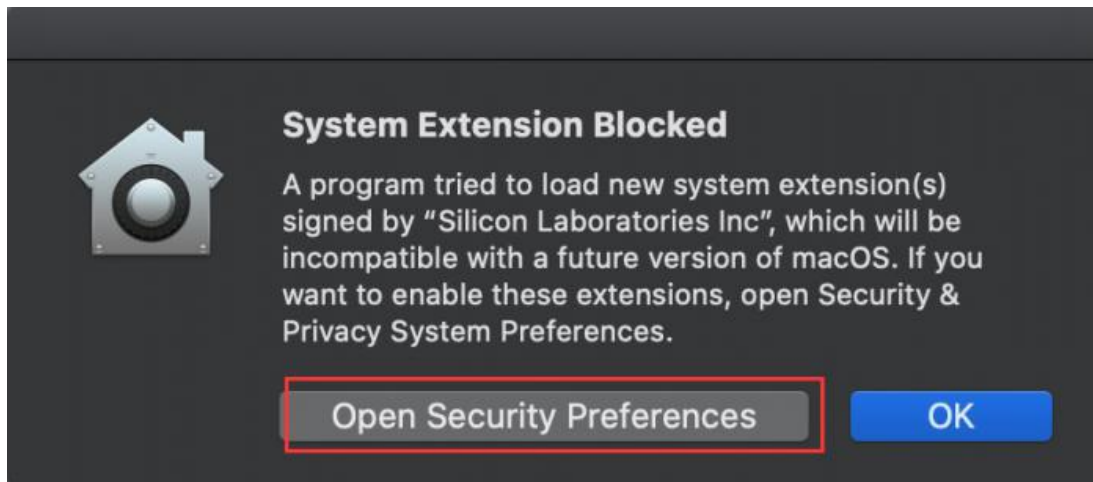 System Extension Blocked
A program tried to load new system extension(s)
signed by “Silicon Laboratories Inc”, which will be
incompatible with a future version of macOS. If you
want to enable these extensions, open Security &
Privacy System Preferences.
Open Security Preferences
OK